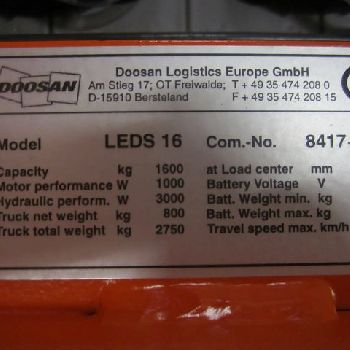 DOOSAN
Doosan Logistics Europe GmbH
Am Stieg 17; OT Freiwalde; T + 49 35 474 208 0
D-15910 Bersteland F + 49 35 474 208 15
Model LEDS 16 Com.-No. 8417-
Capacity kg 1600 at Load center mm
Motor performance W 1000 Battery Voltage V
Hydraulic perform. W 3000 Batt. Weight min. kg
Truck net weight kg 800 Batt. Weight max. kg
Truck total weight kg 2750 Travel speed max. km/h